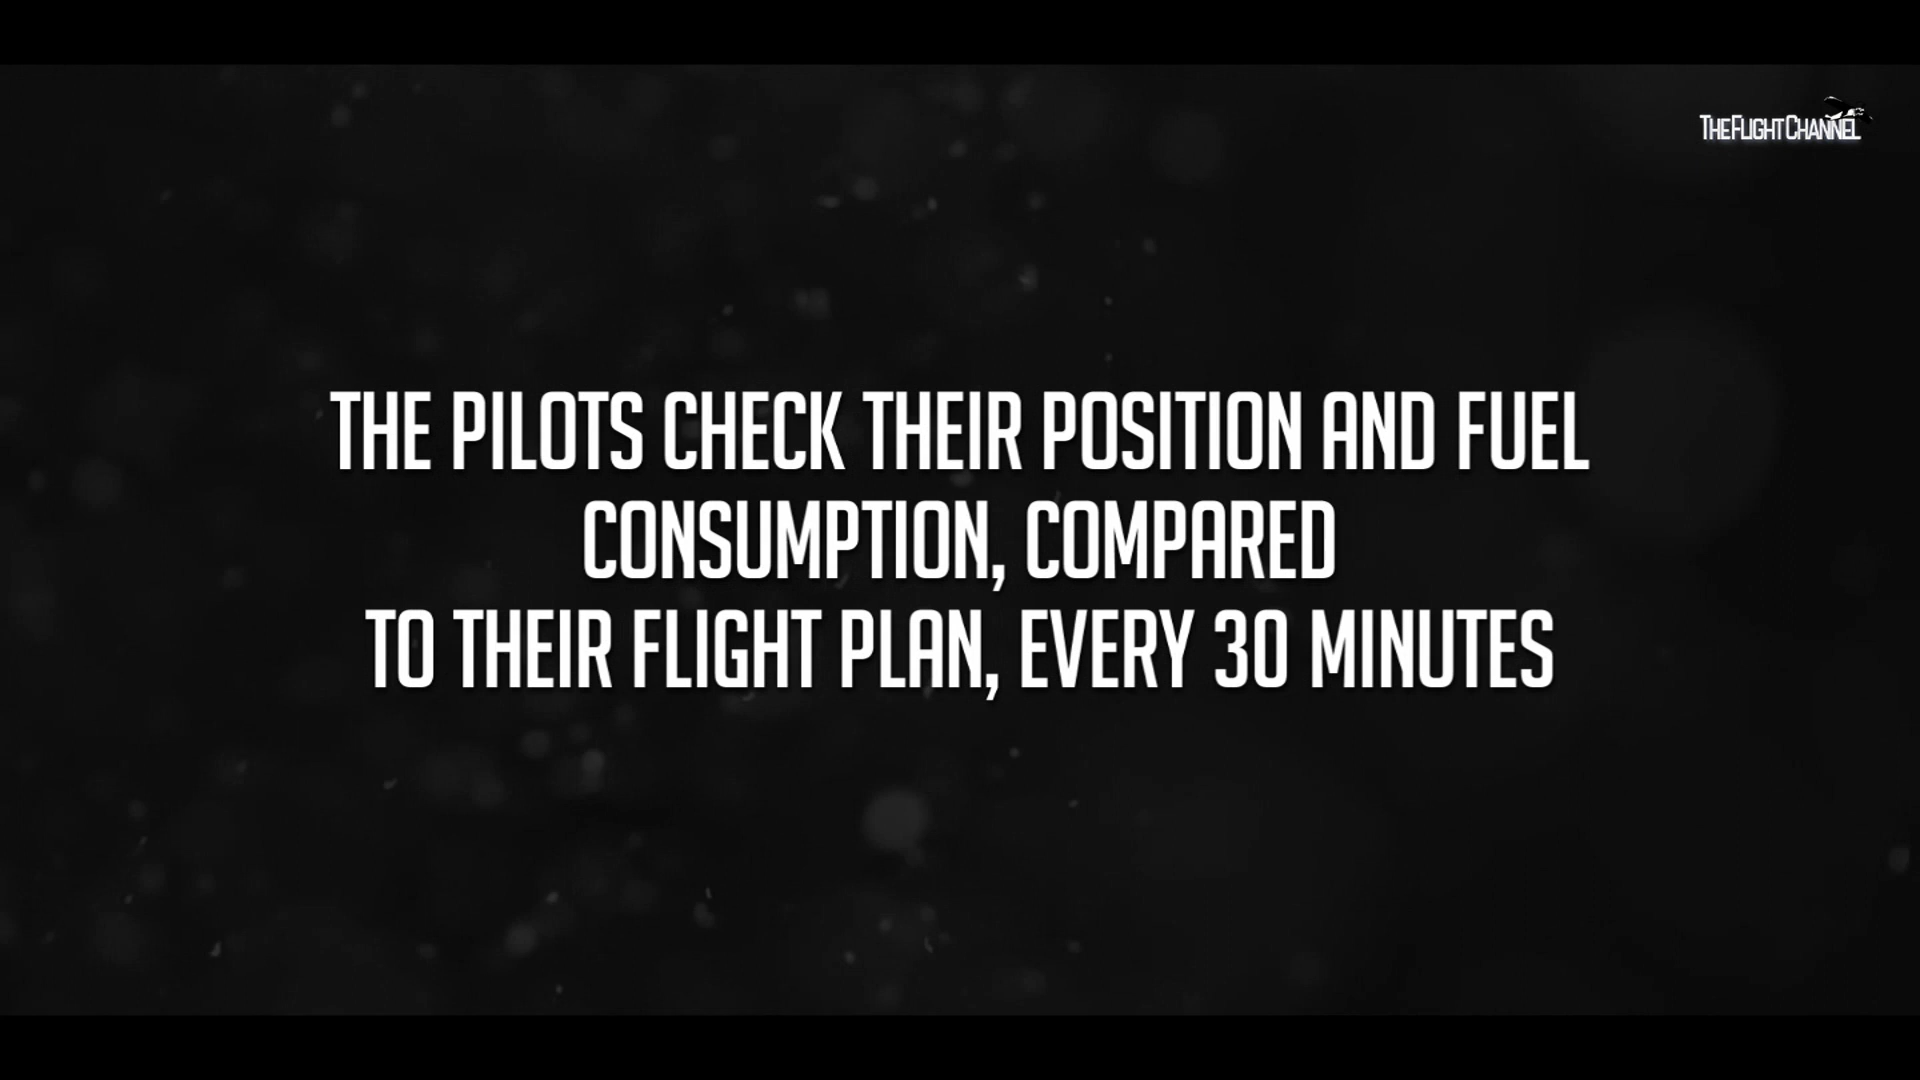 THEFLIGHTCHANNEL
THE PILOTS CHECK THEIR POSITION AND FUEL
CONSUMPTION, COMPARED
TO THEIR FLIGHT PLAN, EVERY 30 MINUTES